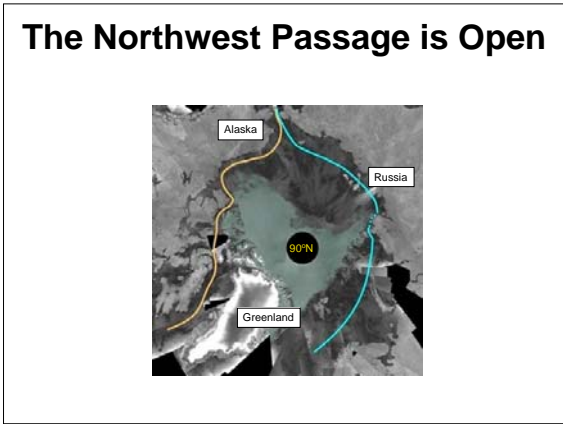 The Northwest Passage is Open
Alaska
Russia
90ºN
Greenland